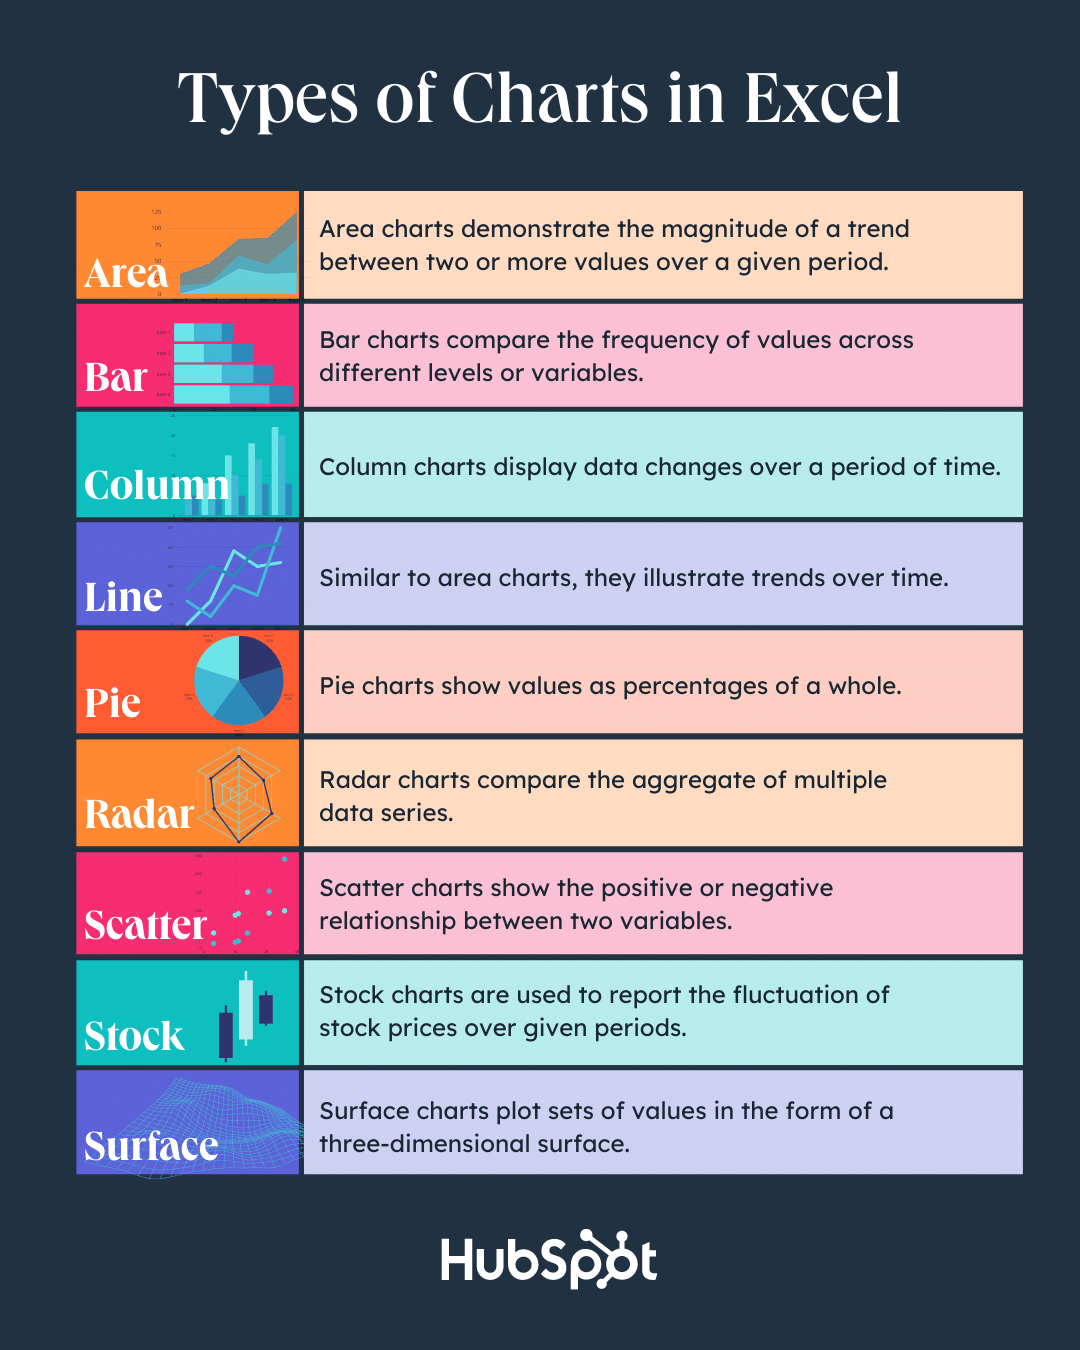 Types of Charts in Excel
125
100
75
50
0
Area
Area charts demonstrate the magnitude of a trend
between two or more values over a given period.
Bar
Bar charts compare the frequency of values across
different levels or variables.
Column
Column charts display data changes over a period of time.
Line
Similar to area charts, they illustrate trends over time.
Pie
Pie charts show values as percentages of a whole.
Radar
Radar charts compare the aggregate of multiple
data series.
Scatter
Scatter charts show the positive or negative
relationship between two variables.
Stock
Stock charts are used to report the fluctuation of
stock prices over given periods.
Surface
Surface charts plot sets of values in the form of a
three-dimensional surface.
HubSpot